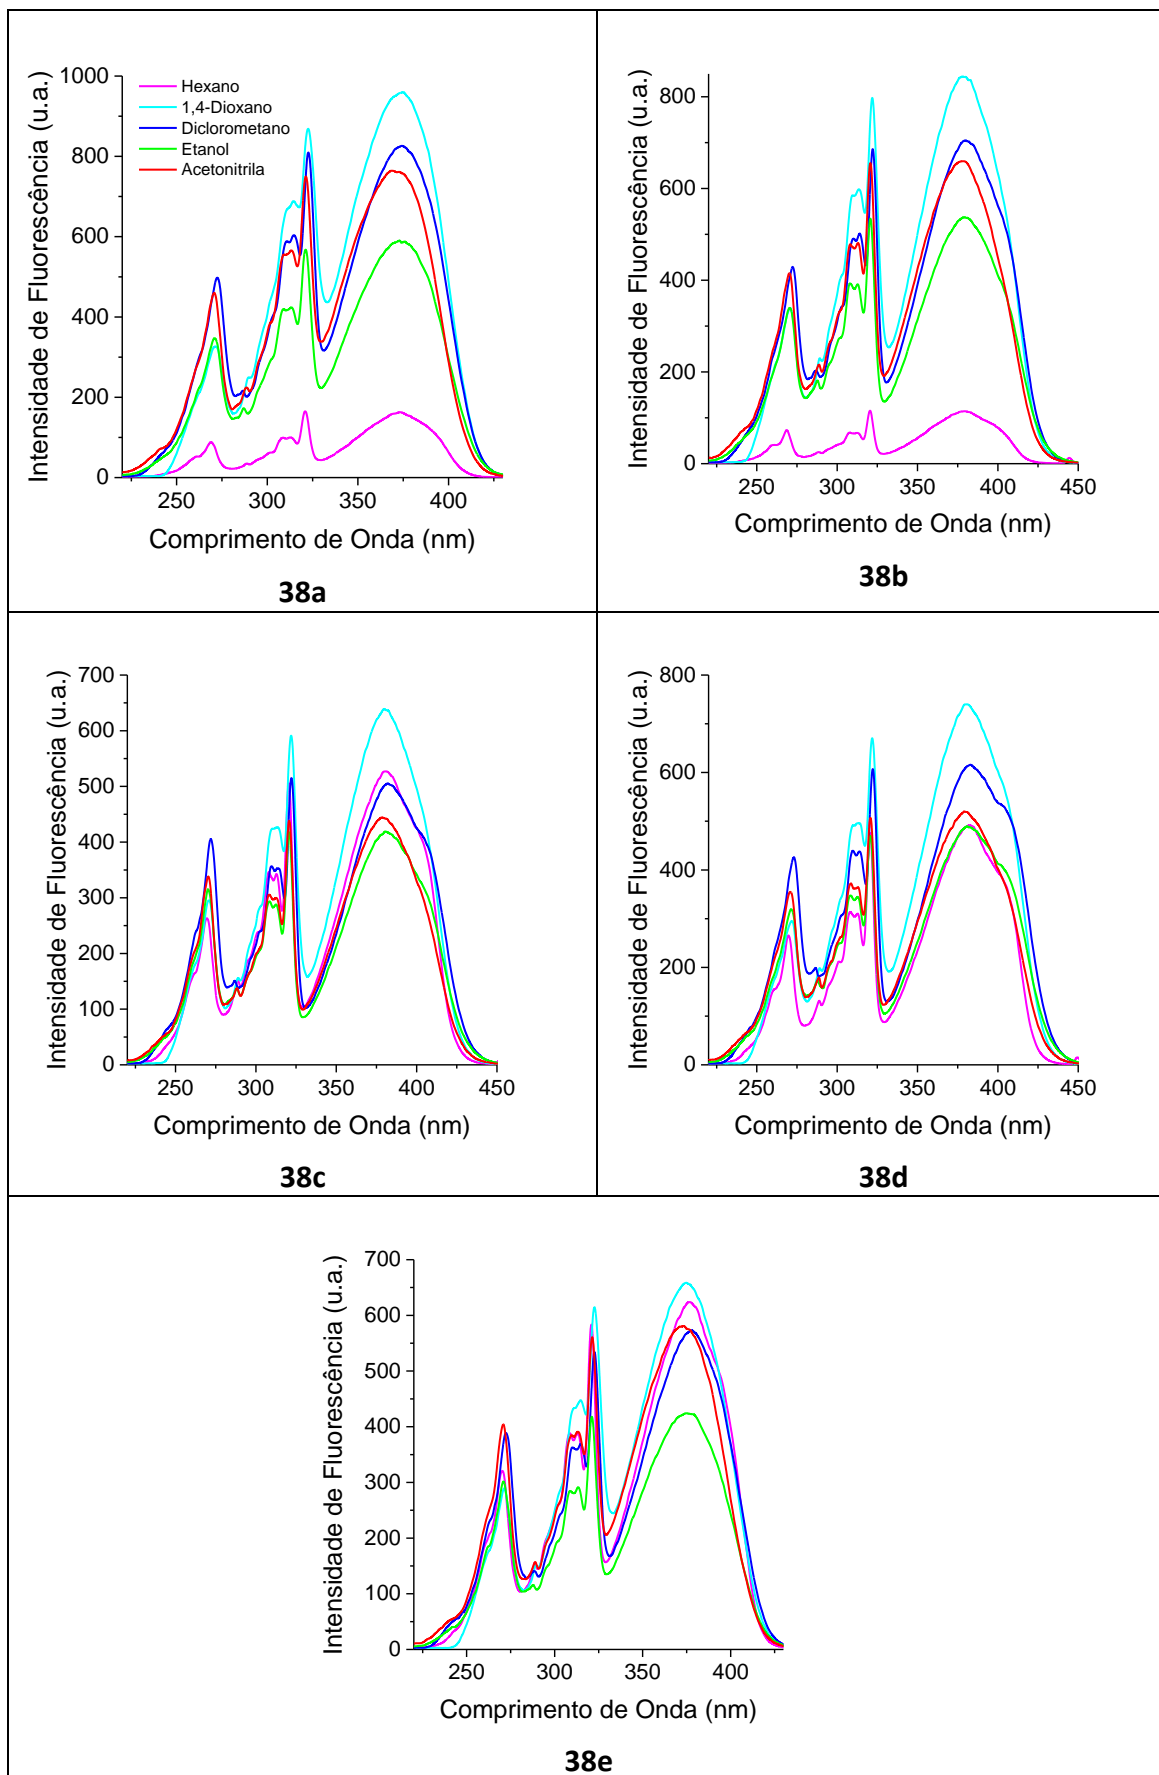 Intensidade de Fluorescência (u.a.)
1000
800
600
400
200
0
Hexano
1,4-Dioxano
Diclorometano
Etanol
Acetonitrila
250 300 350 400
Comprimento de Onda (nm)
38a
Intensidade de Fluorescência (u.a.)
800
600
400
200
0
250 300 350 400 450
Comprimento de Onda (nm)
38b
Intensidade de Fluorescência (u.a.)
700
600
500
400
300
200
100
0
250 300 350 400 450
Comprimento de Onda (nm)
38c
Intensidade de Fluorescência (u.a.)
800
600
400
200
0
250 300 350 400 450
Comprimento de Onda (nm)
38d
Intensidade de Fluorescência (u.a.)
700
600
500
400
300
200
100
0
250 300 350 400
Comprimento de Onda (nm)
38e